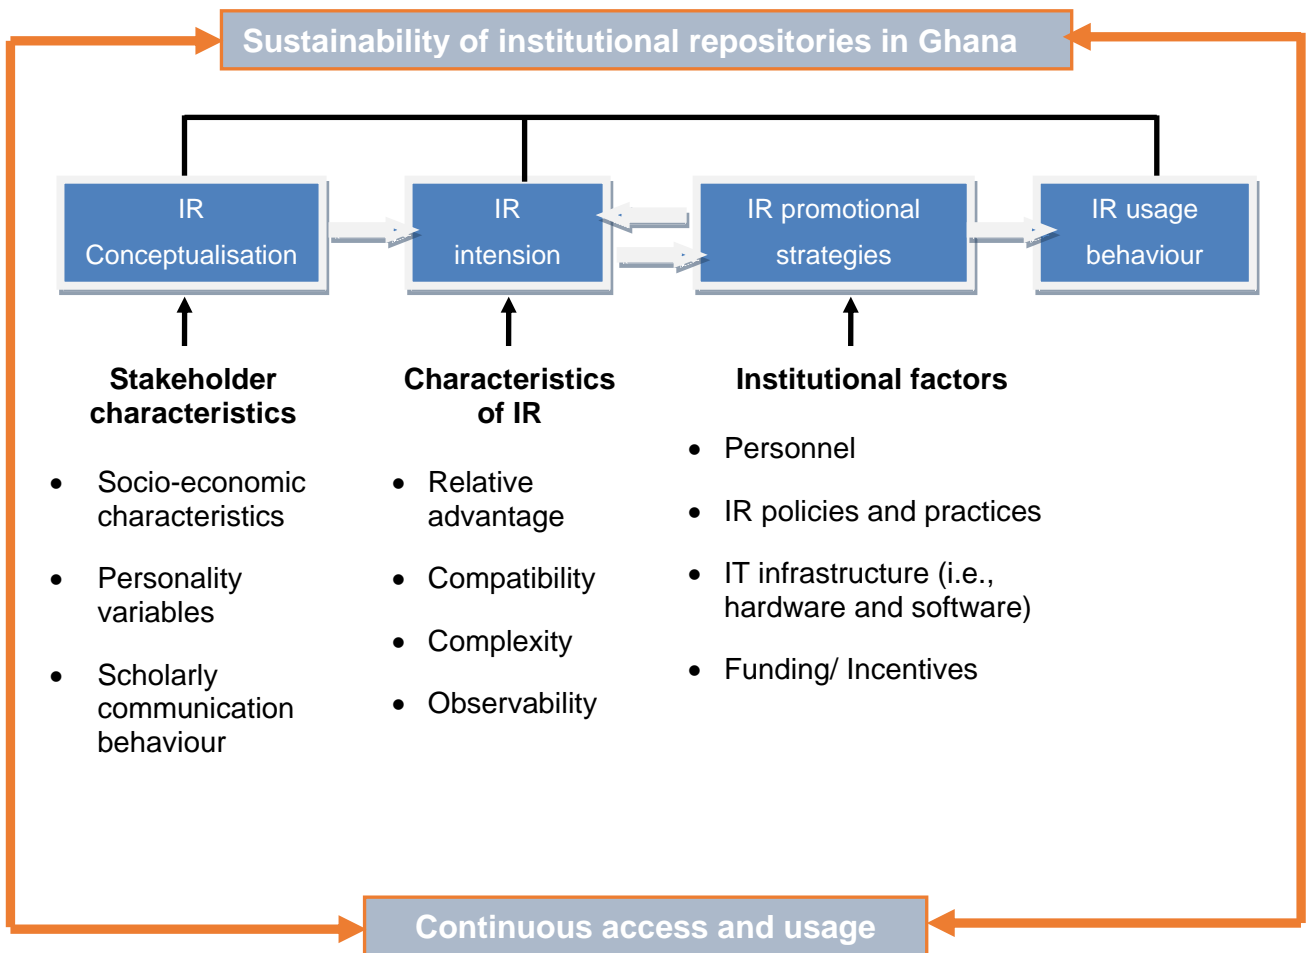 Sustainability of institutional repositories in Ghana
IR
Conceptualisation
IR
intension
IR promotional
strategies
IR usage
behaviour
Stakeholder
characteristics
• Socio-economic
characteristics
• Personality
variables
• Scholarly
communication
behaviour
Characteristics
of IR
• Relative
advantage
• Compatibility
• Complexity
• Observability
Institutional factors
• Personnel
• IR policies and practices
• IT infrastructure (i.e.,
hardware and software)
• Funding/ Incentives
Continuous access and usage